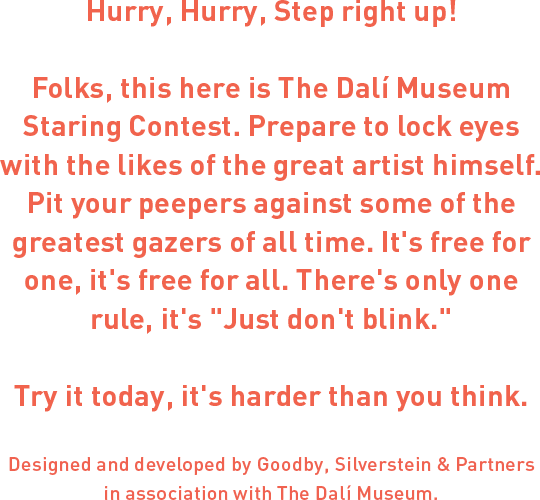 Hurry, Hurry, Step right up!
Folks, this here is The Dalí Museum
Staring Contest. Prepare to lock eyes
with the likes of the great artist himself.
Pit your peepers against some of the
greatest gazers of all time. It's free for
one, it's free for all. There's only one
rule, it's "Just don't blink."
Try it today, it's harder than you think.
Designed and developed by Goodby, Silverstein & Partners
in association with The Dalí Museum.